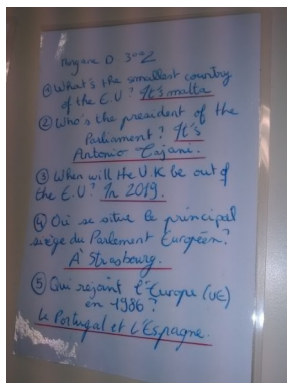 Morgane D. 3ème2
① What's the smallest country
of the E.U? It's malta
② Who's the president of the
Parliament? It's
Antonio Tajani.
③ When will the U.K be out of
the E.U? In 2019.
④ Où se situe le principal
siège du Parlement Européen?
À Strasbourg.
⑤ Qui rejoint l'Europe (UE)
en 1986?
Le Portugal et L'Espagne.